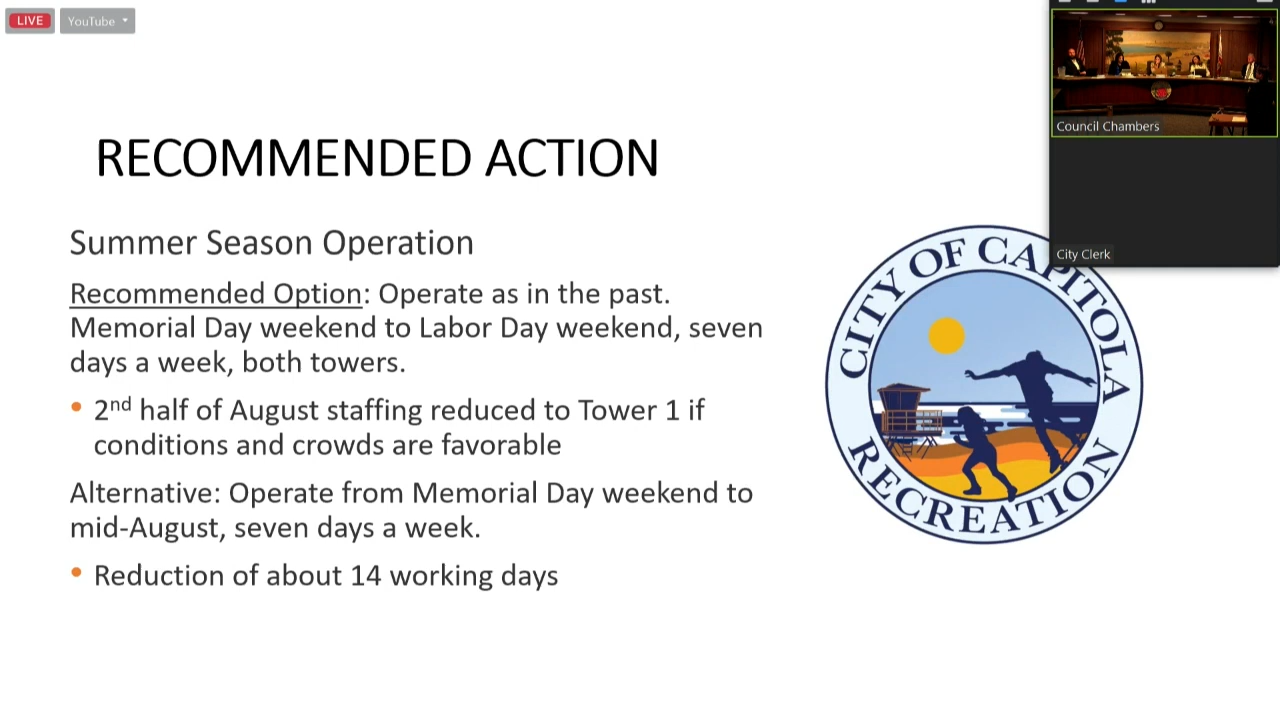 LIVE
YouTube
Council Chambers
City Clerk
RECOMMENDED ACTION
Summer Season Operation
Recommended Option: Operate as in the past.
Memorial Day weekend to Labor Day weekend, seven
days a week, both towers.
• 2nd half of August staffing reduced to Tower 1 if
conditions and crowds are favorable
Alternative: Operate from Memorial Day weekend to
mid-August, seven days a week.
• Reduction of about 14 working days
CITY OF CAPITOLA
RECREATION